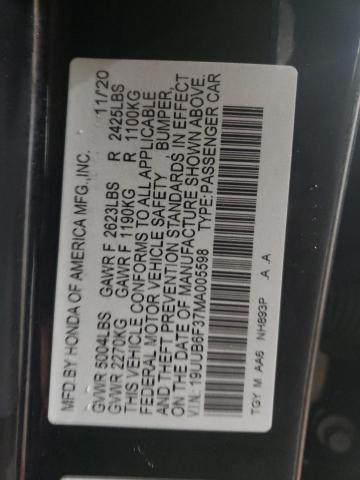 MFD.BY HONDA OF AMERICA MFG.,INC. 11/'20
GVWR 5004LBS GAWR F 2623LBS R 2425LBS
GVWR 2270KG GAWR F 1190KG R 1100KG
THIS VEHICLE CONFORMS TO ALL APPLICABLE
FEDERAL MOTOR VEHICLE SAFETY BUMPER,
AND THEFT PREVENTION STANDARDS IN EFFECT
ON THE DATE OF MANUFACTURE SHOWN ABOVE.
V.I.N.: 19UUB6F37MA005598 TYPE:PASSENGER CAR
TGY M AA6 NH893P .A .A